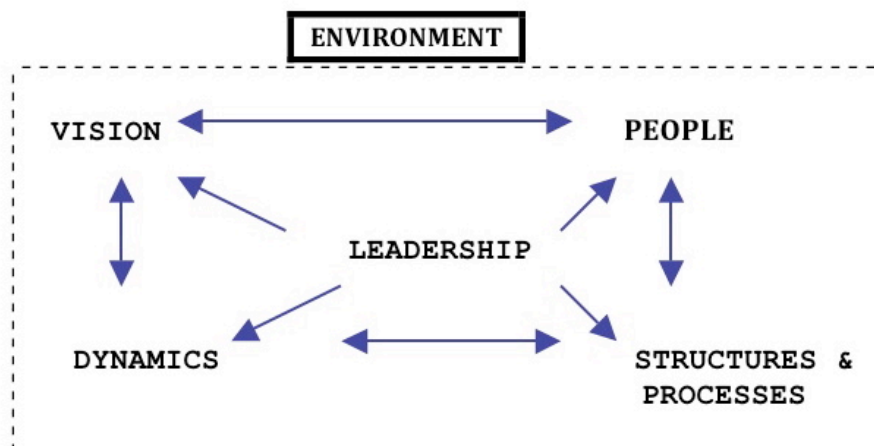 ENVIRONMENT
VISION
PEOPLE
LEADERSHIP
DYNAMICS
STRUCTURES &
PROCESSES